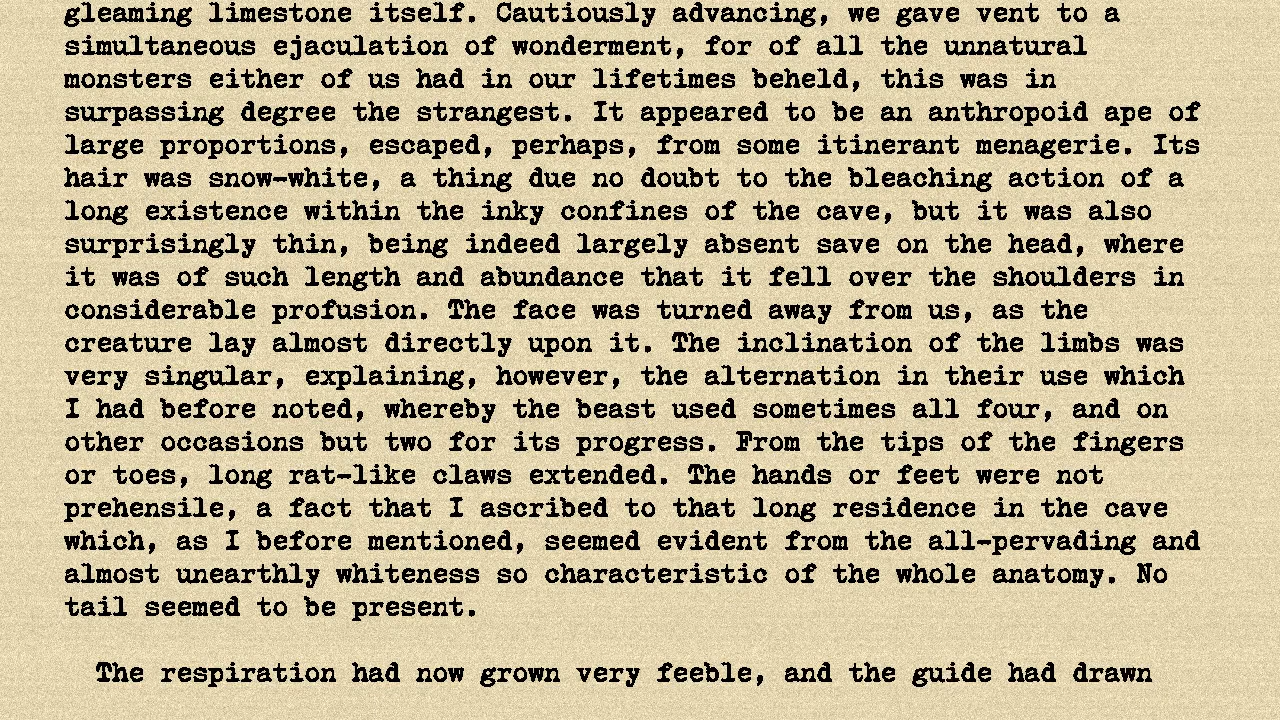 gleaming limestone itself. Cautiously advancing, we gave vent to a
simultaneous ejaculation of wonderment, for of all the unnatural
monsters either of us had in our lifetimes beheld, this was in
surpassing degree the strangest. It appeared to be an anthropoid ape of
large proportions, escaped, perhaps, from some itinerant menagerie. Its
hair was snow-white, a thing due no doubt to the bleaching action of a
long existence within the inky confines of the cave, but it was also
surprisingly thin, being indeed largely absent save on the head, where
it was of such length and abundance that it fell over the shoulders in
considerable profusion. The face was turned away from us, as the
creature lay almost directly upon it. The inclination of the limbs was
very singular, explaining, however, the alternation in their use which
I had before noted, whereby the beast used sometimes all four, and on
other occasions but two for its progress. From the tips of the fingers
or toes, long rat-like claws extended. The hands or feet were not
prehensile, a fact that I ascribed to that long residence in the cave
which, as I before mentioned, seemed evident from the all-pervading and
almost unearthly whiteness so characteristic of the whole anatomy. No
tail seemed to be present.
The respiration had now grown very feeble, and the guide had drawn